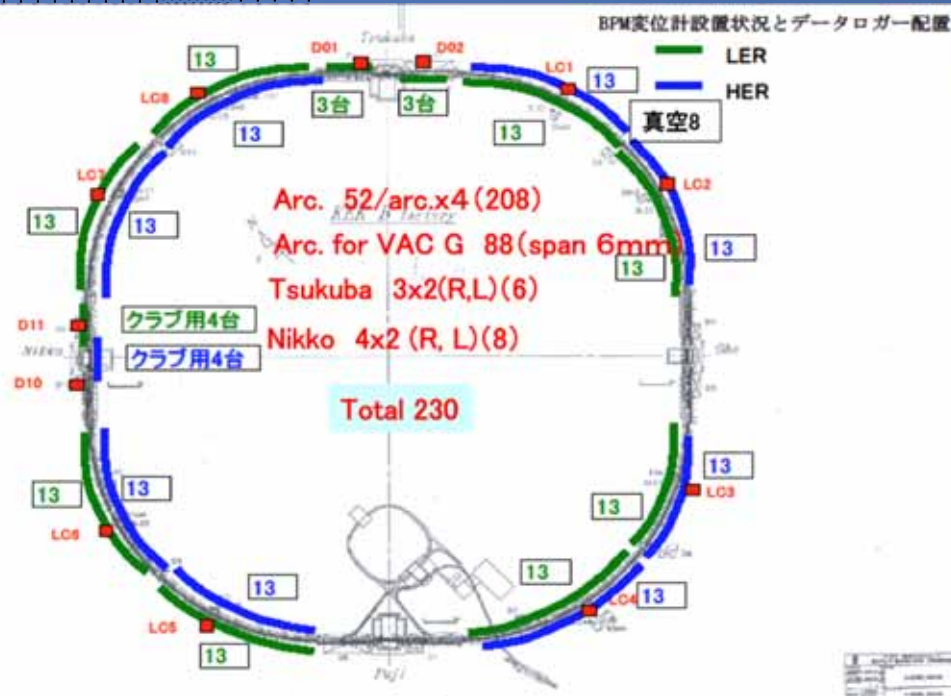 BPM変位計設置状況とデータロガー配置
LER
HER
Tsukuba
D01
D02
13
LC8
3台
3台
LC1
13
13
13
真空8
LC7
LC2
Arc. 52/arc.x4(208)
KEK B factory
13
13
Arc. for VAC G 88(span 6mm)
13
13
Tsukuba 3x2(R,L)(6)
D11
クラブ用4台
Nikko 4x2 (R, L)(8)
クラブ用4台
D10
Total 230
13
13
13
13
LC3
LC6
13
13
13
LC4
LC5
13
Fuji